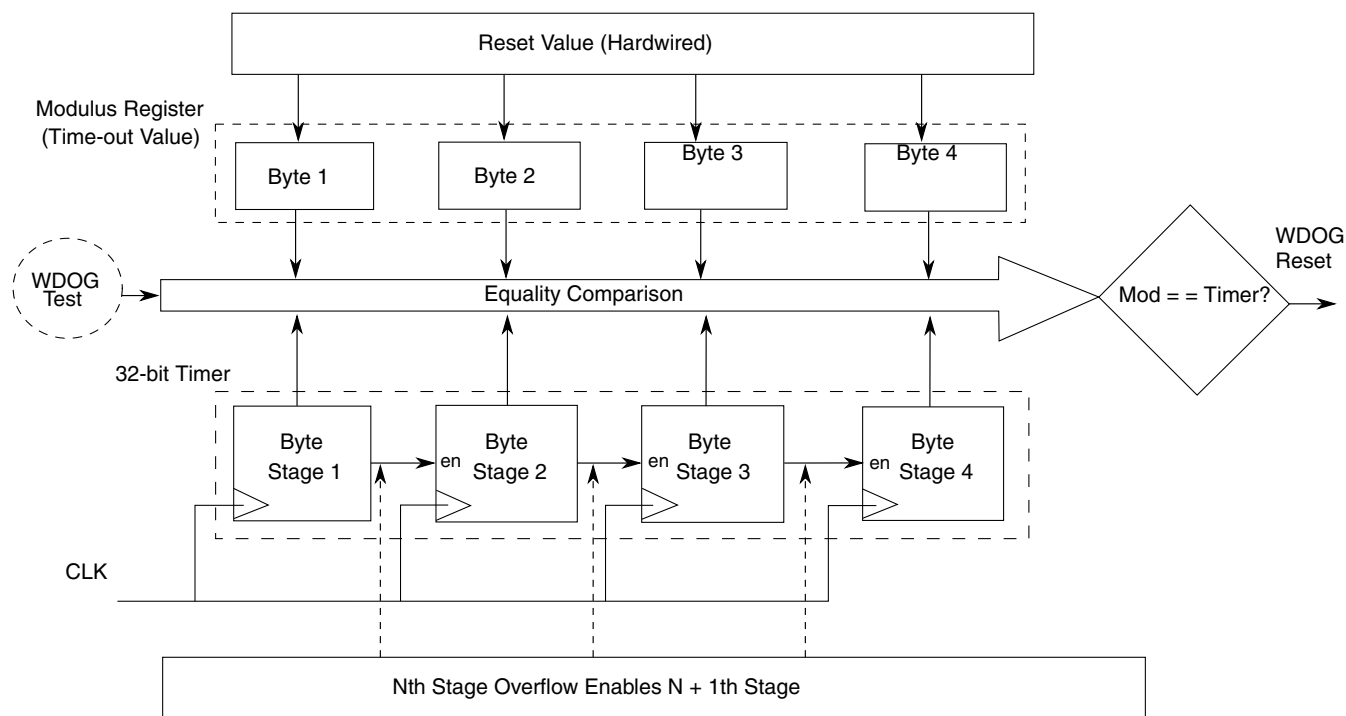 Reset Value (Hardwired)
Modulus Register
(Time-out Value)
Byte 1
Byte 2
Byte 3
Byte 4
WDOG
Test
Equality Comparison
Mod = = Timer?
WDOG
Reset
32-bit Timer
Byte
Stage 1
en
Byte
Stage 2
en
Byte
Stage 3
en
Byte
Stage 4
CLK
Nth Stage Overflow Enables N + 1th Stage